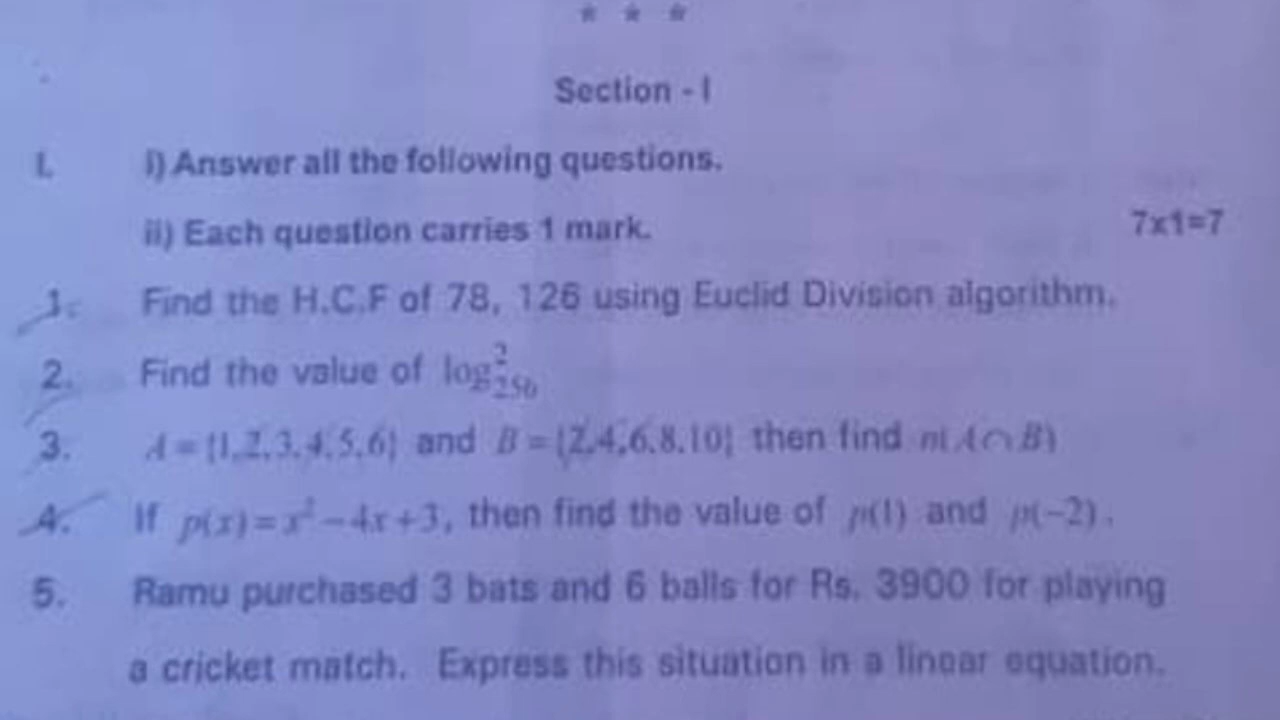 * * *
Section - I
I. i) Answer all the following questions.
ii) Each question carries 1 mark. 7x1=7
1. Find the H.C.F of 78, 126 using Euclid Division algorithm.
2. Find the value of log²₂₅₆
3. A = {1,2,3,4,5,6} and B = {2,4,6,8,10} then find n(A∩B)
4. If p(x)=x²−4x+3, then find the value of p(1) and p(−2).
5. Ramu purchased 3 bats and 6 balls for Rs. 3900 for playing
a cricket match. Express this situation in a linear equation.